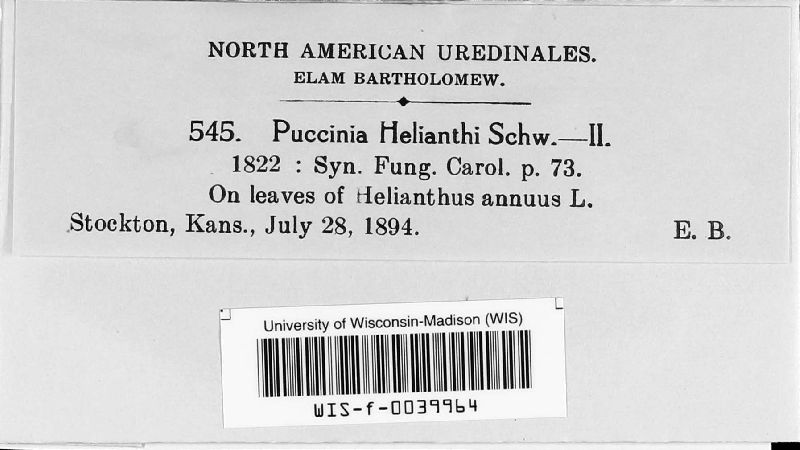 NORTH AMERICAN UREDINALES.
ELAM BARTHOLOMEW.
545. Puccinia Helianthi Schw.—II.
1822 : Syn. Fung. Carol. p. 73.
On leaves of Helianthus annuus L.
Stockton, Kans., July 28, 1894. E. B.
University of Wisconsin-Madison (WIS)
WIS-f-0039964